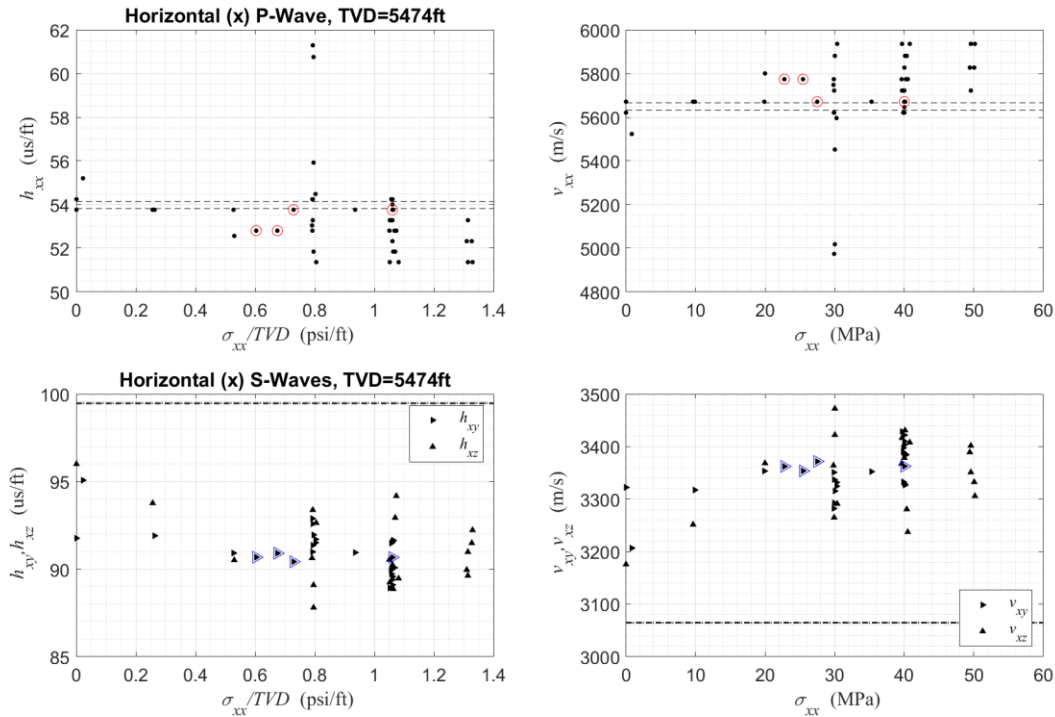 Horizontal (x) P-Wave, TVD=5474ft
h_xx (us/ft)
62
60
58
56
54
52
50
0 0.2 0.4 0.6 0.8 1 1.2 1.4
σ_xx/TVD (psi/ft)
v_xx (m/s)
6000
5800
5600
5400
5200
5000
4800
0 10 20 30 40 50 60
σ_xx (MPa)
Horizontal (x) S-Waves, TVD=5474ft
h_xy,h_xz (us/ft)
100
95
90
85
h_xy
h_xz
0 0.2 0.4 0.6 0.8 1 1.2 1.4
σ_xx/TVD (psi/ft)
v_xy,v_xz (m/s)
3500
3400
3300
3200
3100
3000
v_xy
v_xz
0 10 20 30 40 50 60
σ_xx (MPa)